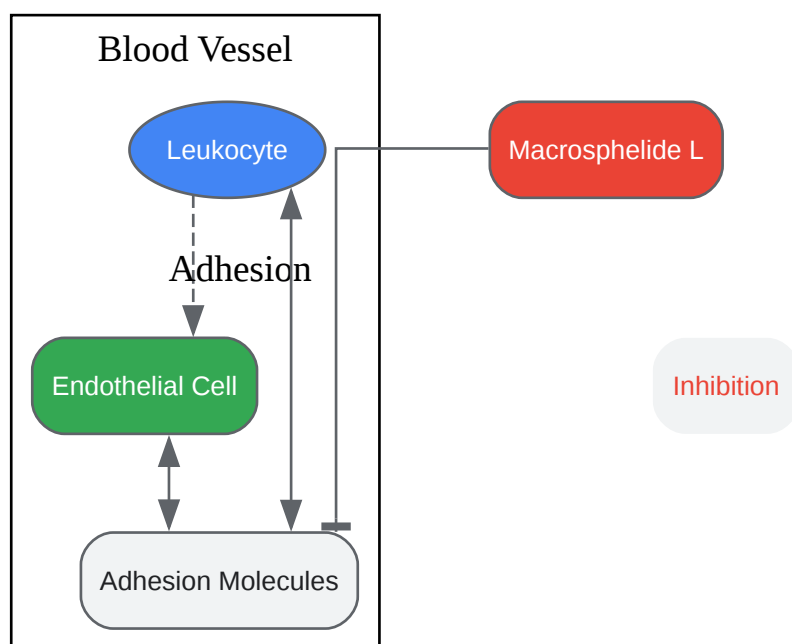 Blood Vessel
Leukocyte
Macrosphelide L
Adhesion
Endothelial Cell
Inhibition
Adhesion Molecules